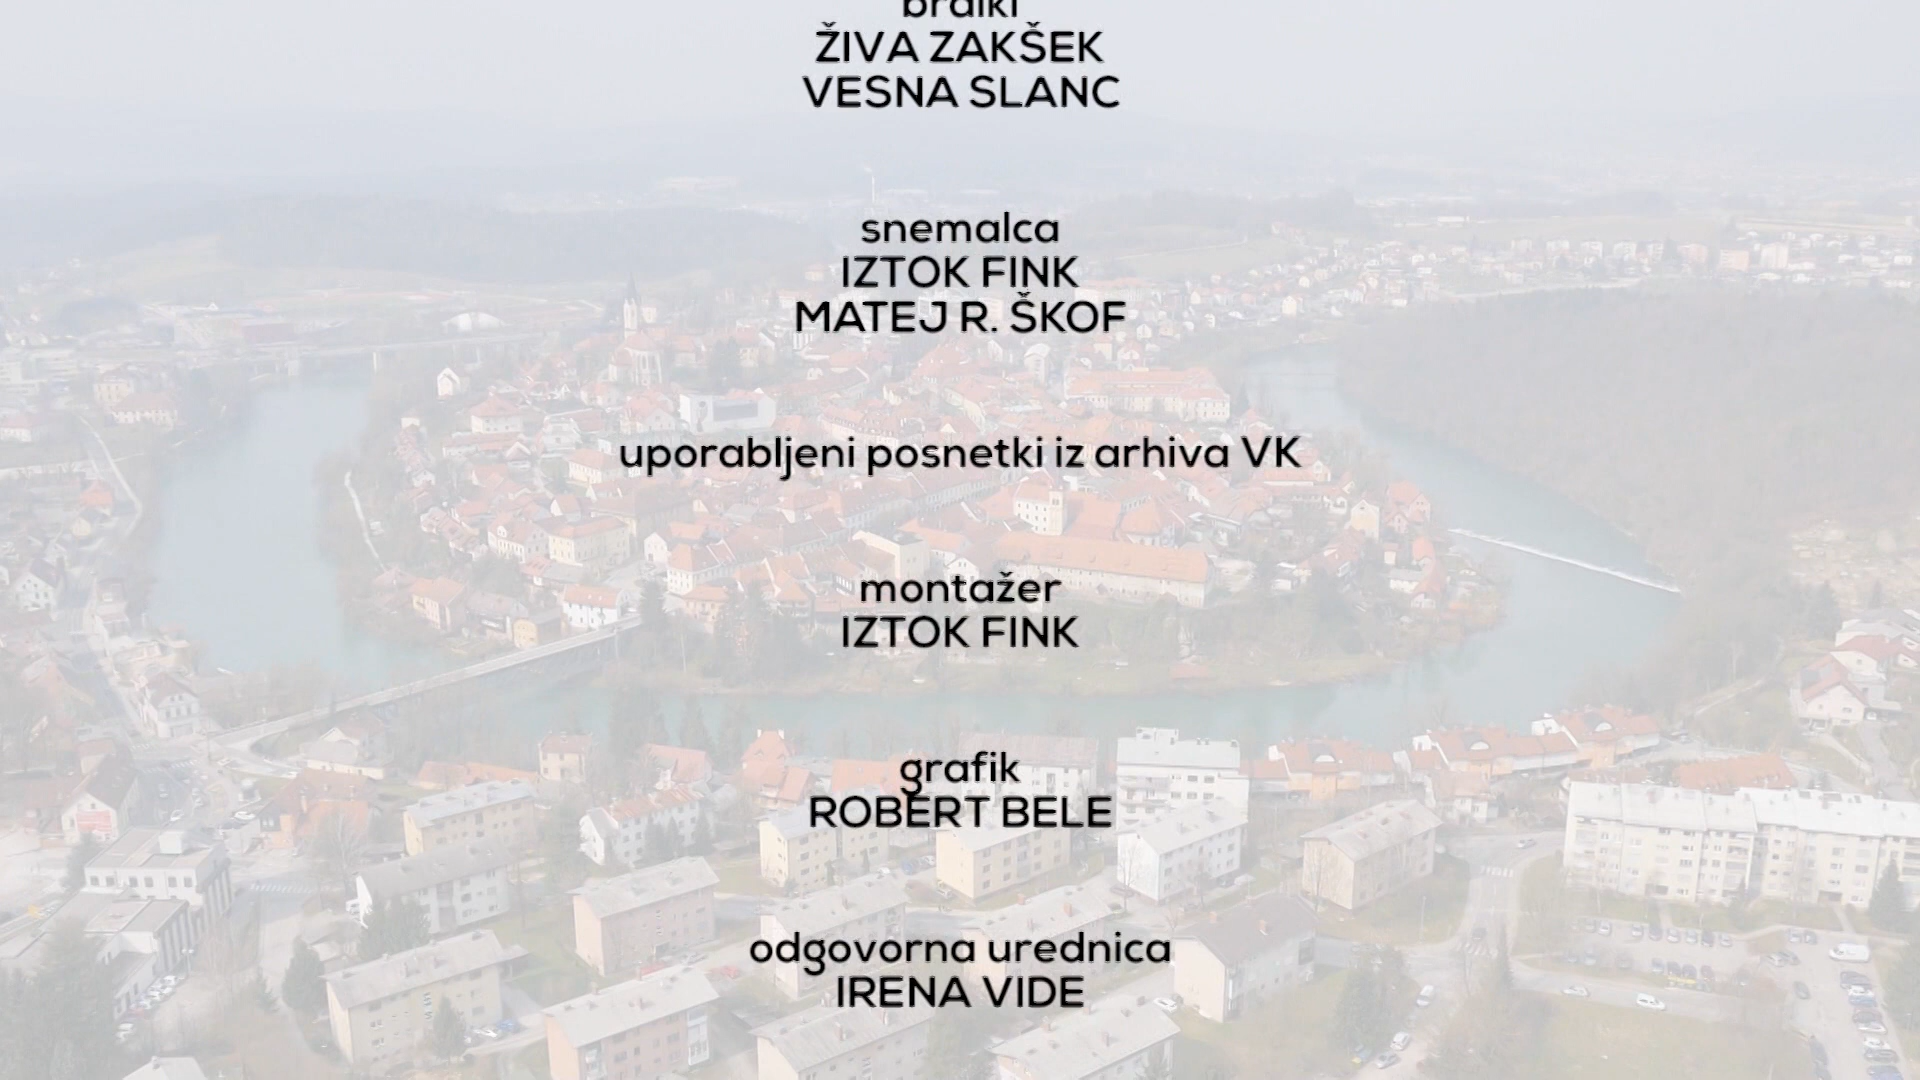 bralki
ŽIVA ZAKŠEK
VESNA SLANC
snemalca
IZTOK FINK
MATEJ R. ŠKOF
uporabljeni posnetki iz arhiva VK
montažer
IZTOK FINK
grafik
ROBERT BELE
odgovorna urednica
IRENA VIDE